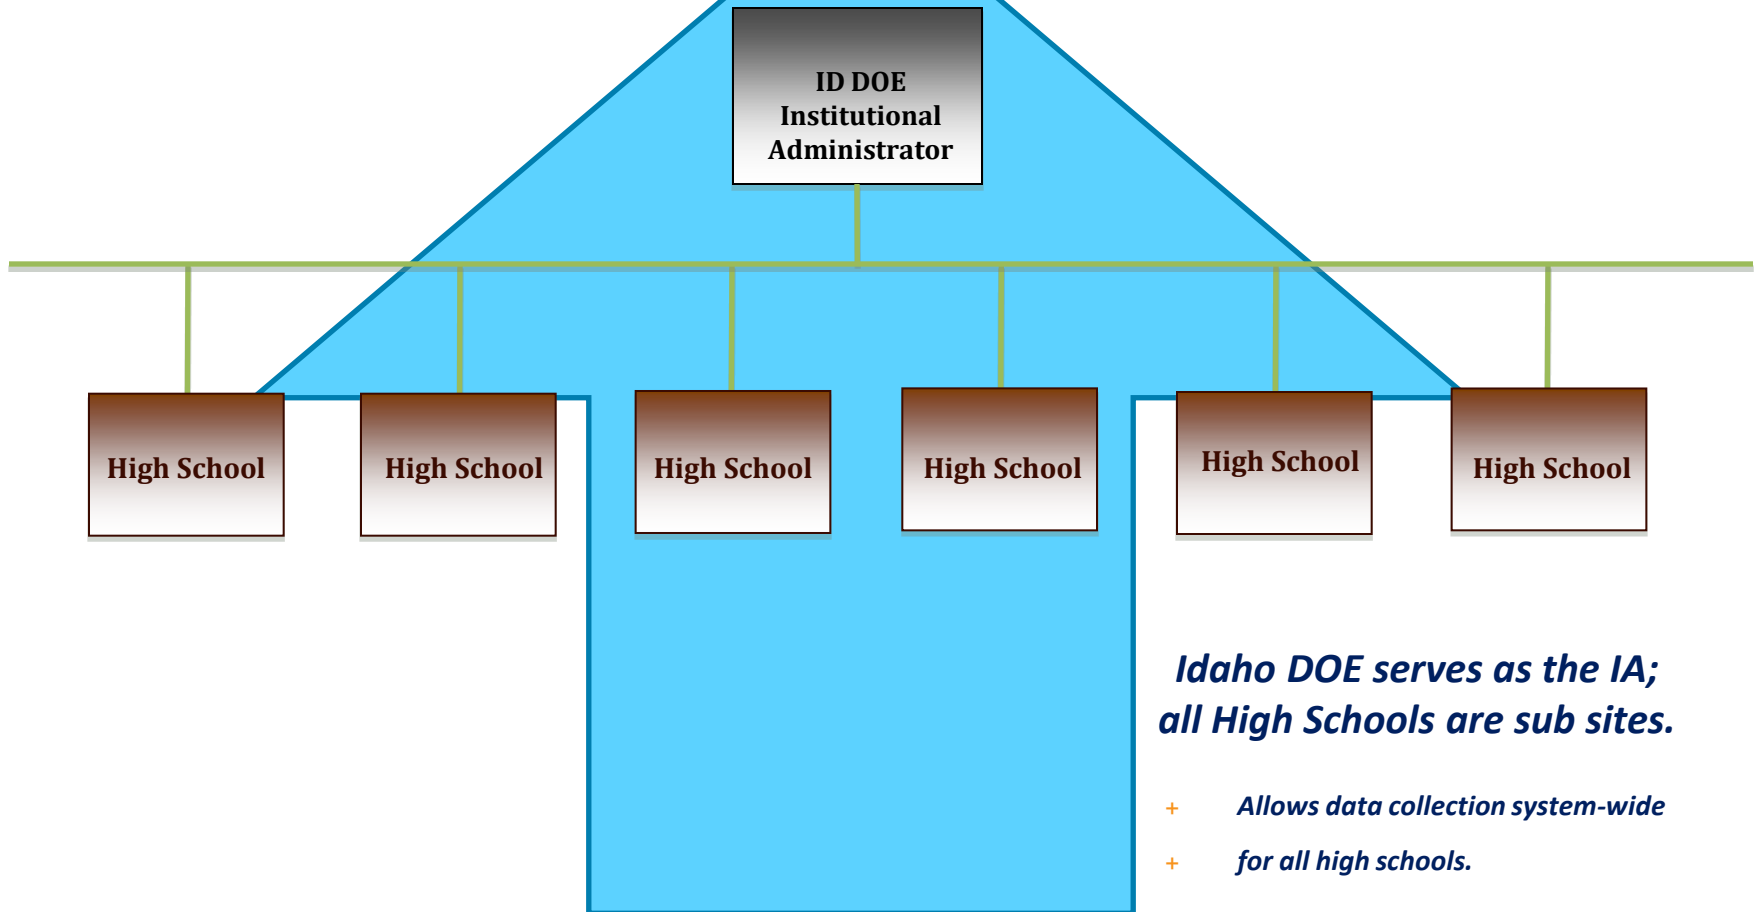 ID DOE
Institutional
Administrator
High School
High School
High School
High School
High School
High School
Idaho DOE serves as the IA;
all High Schools are sub sites.
+ Allows data collection system-wide
+ for all high schools.